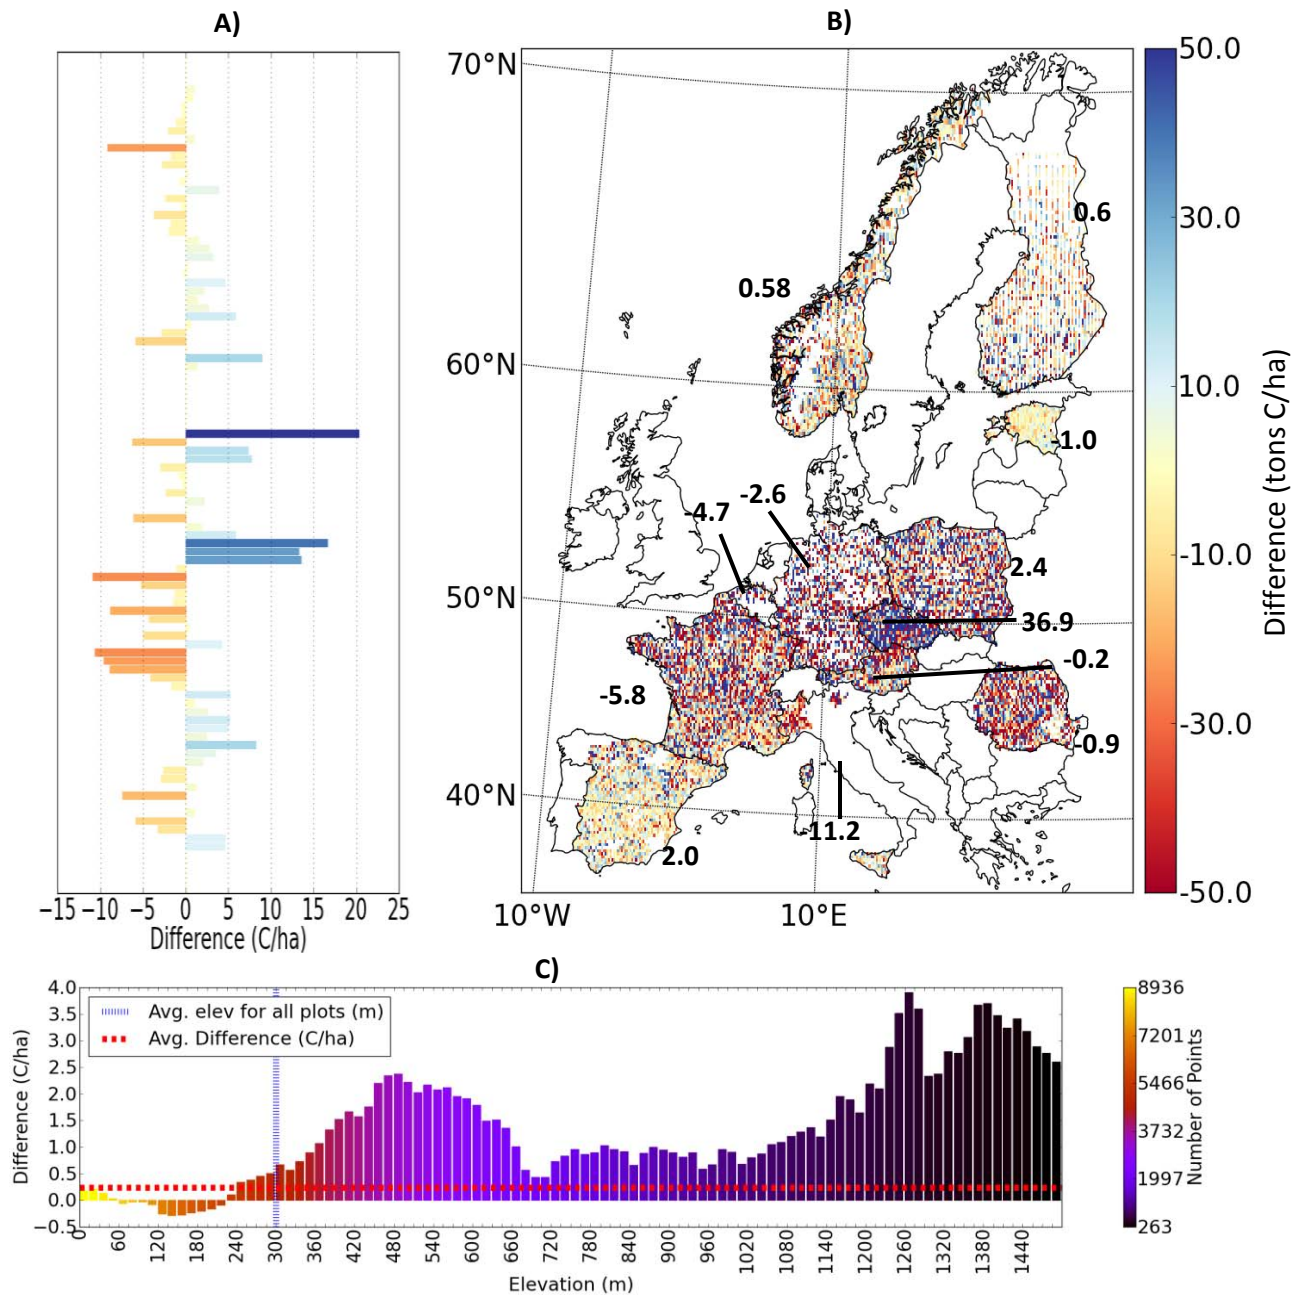 A)
B)
70°N
60°N
50°N
40°N
10°W
10°E
0.6
0.58
-1.0
-2.6
-4.7
2.4
36.9
-0.2
-5.8
-0.9
11.2
2.0
50.0
30.0
10.0
-10.0
-30.0
-50.0
Difference (tons C/ha)
−15 −10 −5 0 5 10 15 20 25
Difference (C/ha)
C)
4.0
3.5
3.0
2.5
2.0
1.5
1.0
0.5
0.0
−0.5
Difference (C/ha)
Avg. elev for all plots (m)
Avg. Difference (C/ha)
0 60 120 180 240 300 360 420 480 540 600 660 720 780 840 900 960 1020 1080 1140 1200 1260 1320 1380 1440
Elevation (m)
8936
7201
5466
3732
1997
263
Number of Points